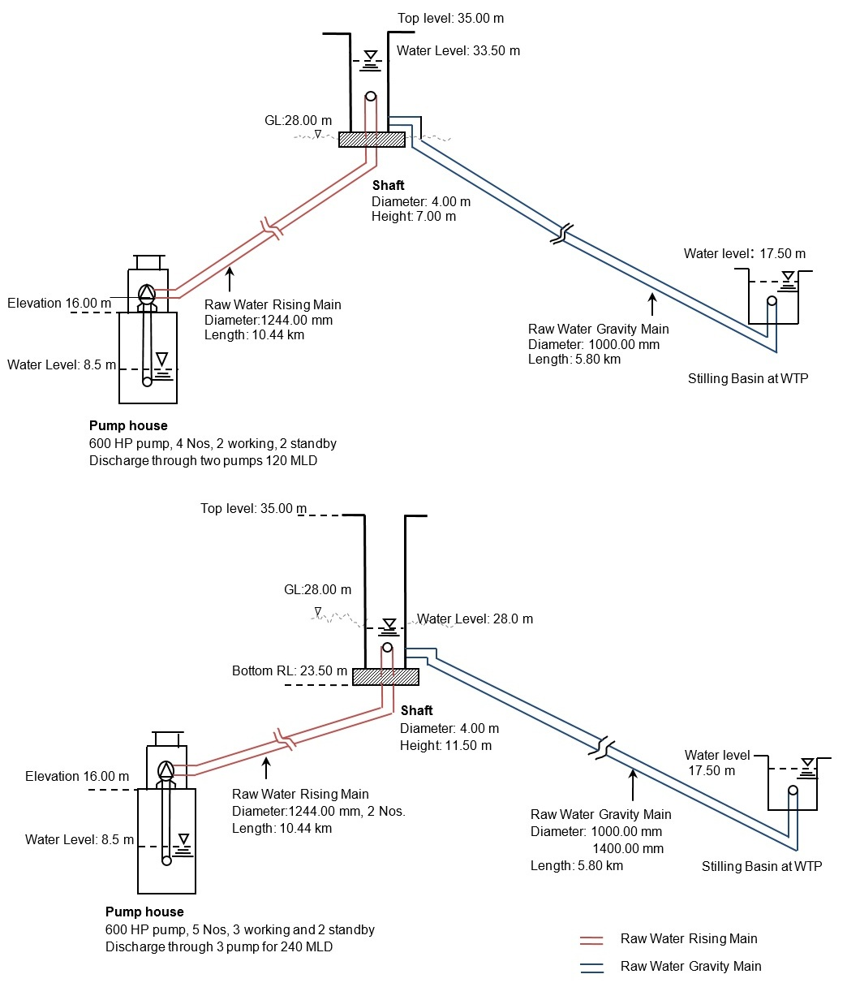 Top level: 35.00 m
Water Level: 33.50 m
GL:28.00 m
Shaft
Diameter: 4.00 m
Height: 7.00 m
Water level: 17.50 m
Elevation 16.00 m
Raw Water Rising Main
Diameter:1244.00 mm
Length: 10.44 km
Raw Water Gravity Main
Diameter: 1000.00 mm
Length: 5.80 km
Water Level: 8.5 m
Stilling Basin at WTP
Pump house
600 HP pump, 4 Nos, 2 working, 2 standby
Discharge through two pumps 120 MLD
Top level: 35.00 m
GL:28.00 m
Water Level: 28.0 m
Bottom RL: 23.50 m
Shaft
Diameter: 4.00 m
Height: 11.50 m
Water level
17.50 m
Elevation 16.00 m
Raw Water Rising Main
Diameter:1244.00 mm, 2 Nos.
Length: 10.44 km
Raw Water Gravity Main
Diameter: 1000.00 mm
1400.00 mm
Length: 5.80 km
Water Level: 8.5 m
Stilling Basin at WTP
Pump house
600 HP pump, 5 Nos, 3 working and 2 standby
Discharge through 3 pump for 240 MLD
Raw Water Rising Main
Raw Water Gravity Main